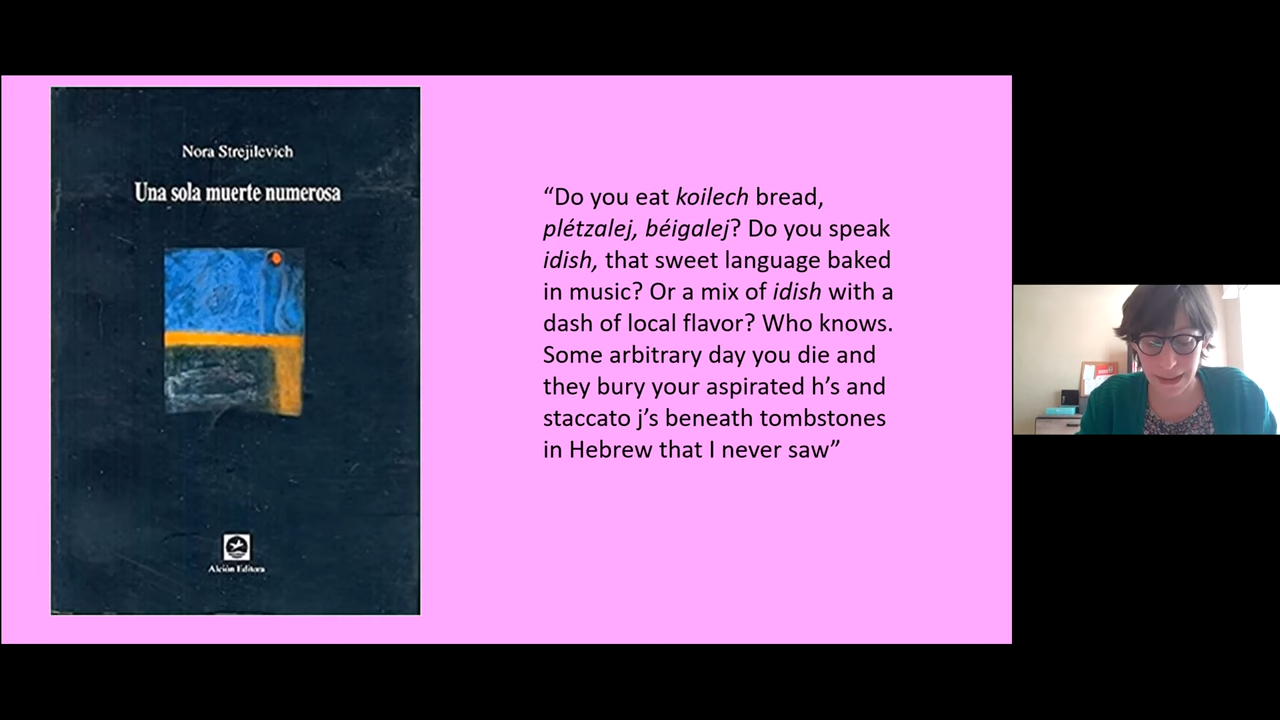 Nora Strejilevich
Una sola muerte numerosa
Alción Editora
“Do you eat koilech bread,
plétzalej, béigalej? Do you speak
idish, that sweet language baked
in music? Or a mix of idish with a
dash of local flavor? Who knows.
Some arbitrary day you die and
they bury your aspirated h’s and
staccato j’s beneath tombstones
in Hebrew that I never saw”